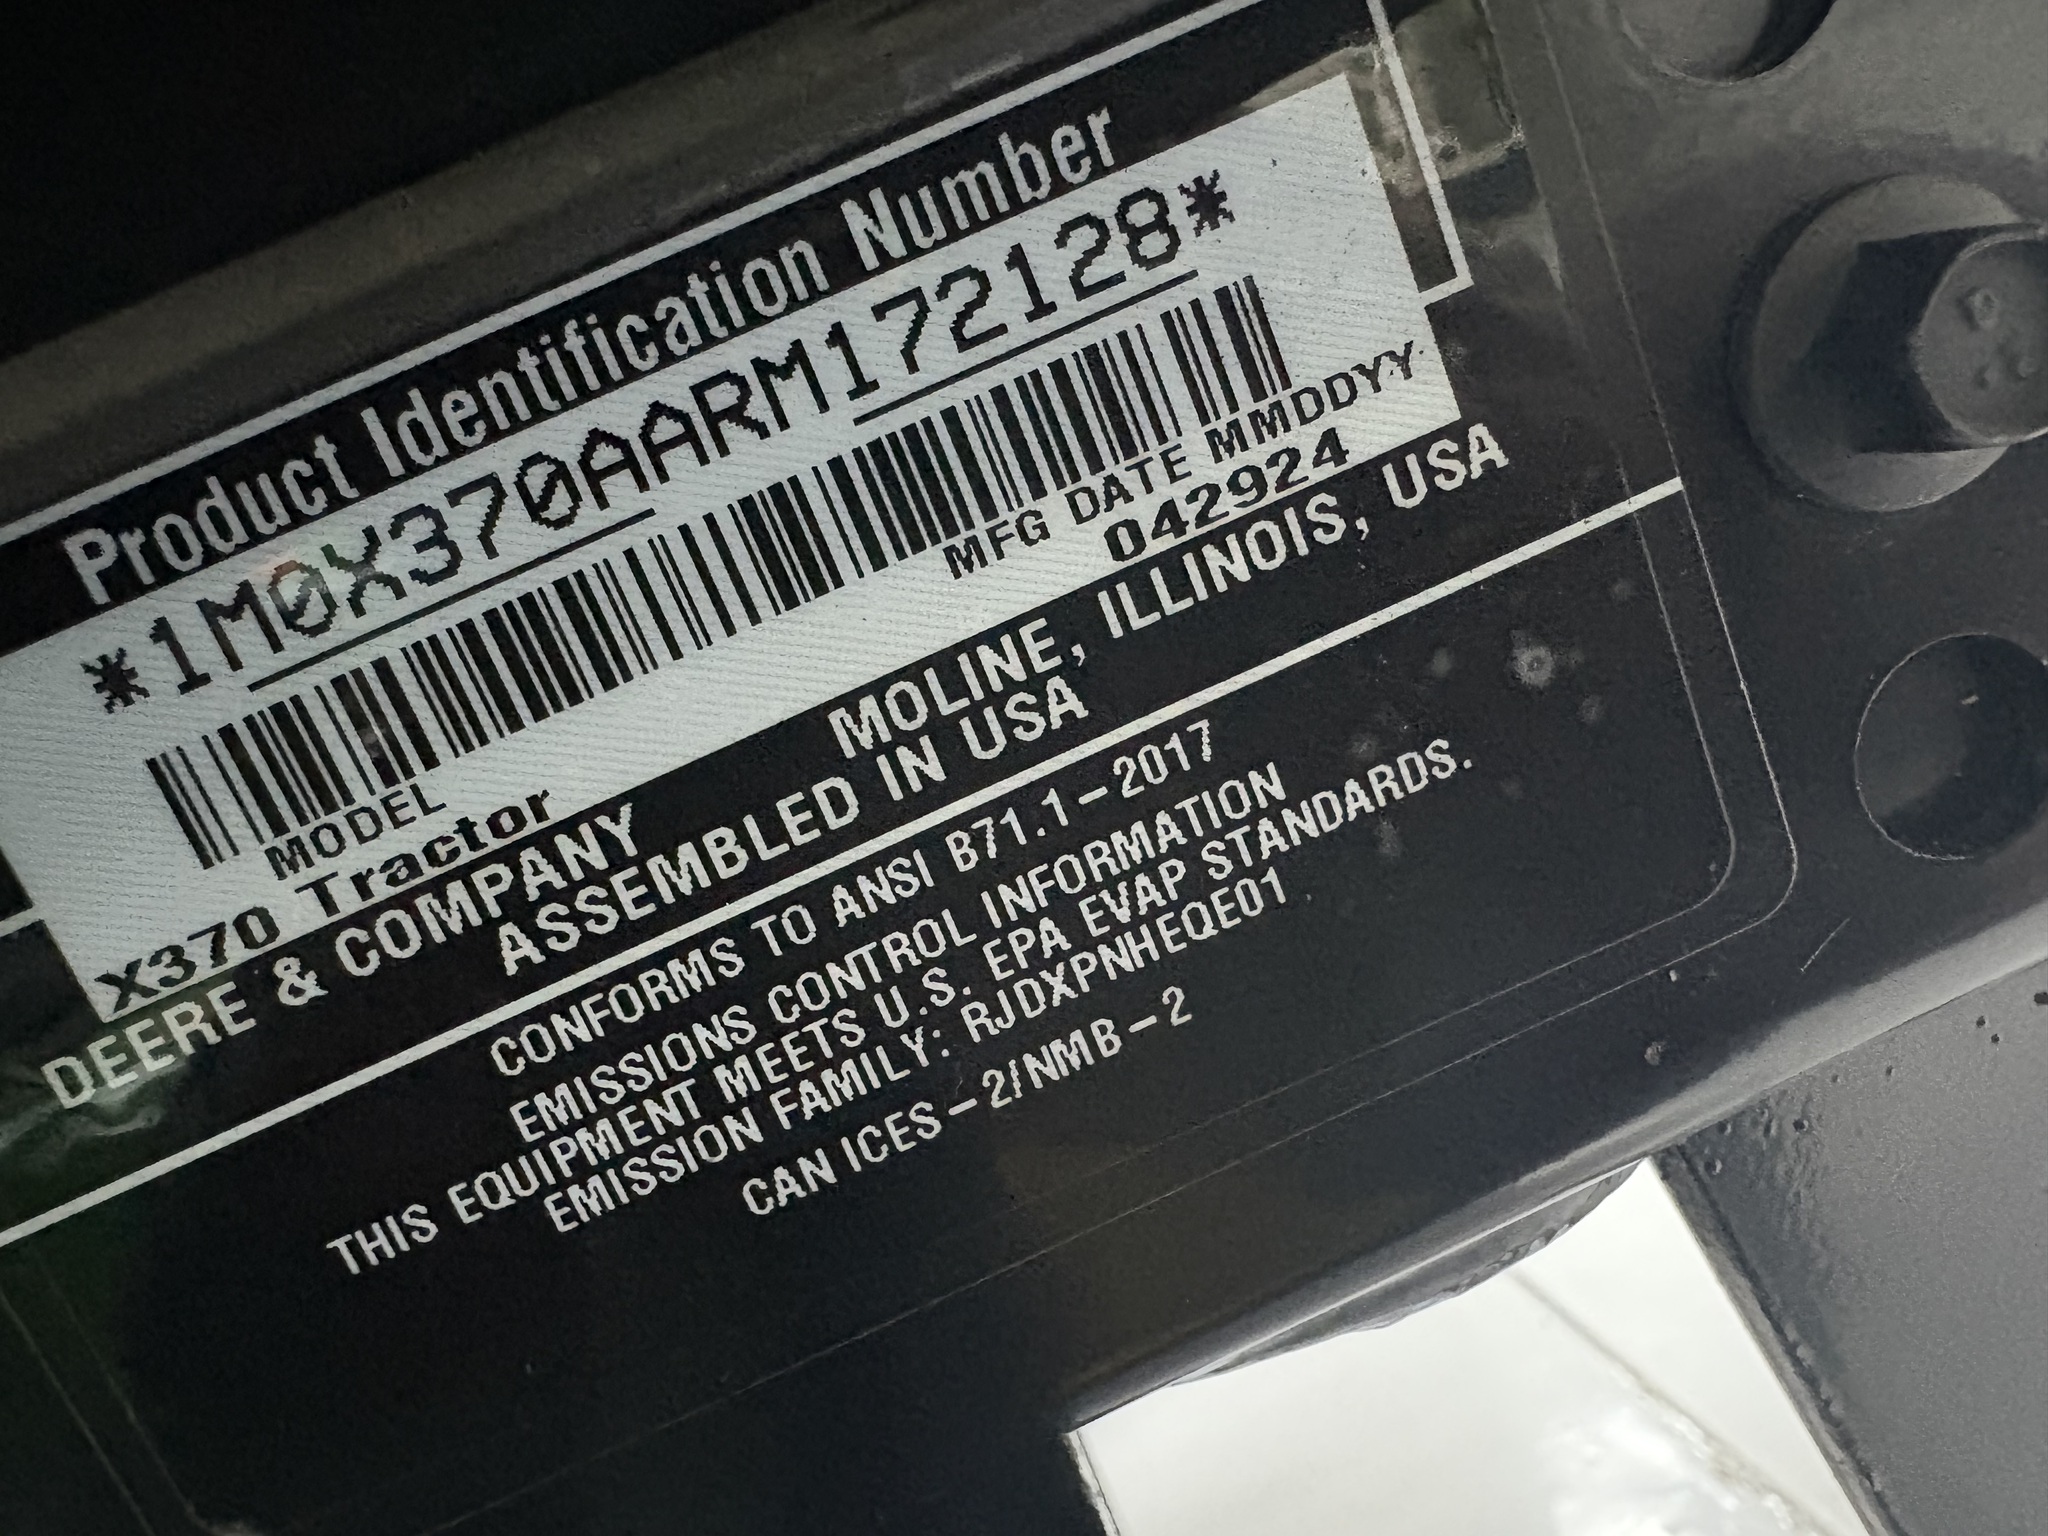 Product Identification Number
*1M0X370AARM172128*
MFG DATE MMDDYY
042924
MODEL
X370 Tractor
DEERE & COMPANY MOLINE, ILLINOIS, USA
ASSEMBLED IN USA
CONFORMS TO ANSI B71.1-2017
EMISSIONS CONTROL INFORMATION
THIS EQUIPMENT MEETS U.S. EPA EVAP STANDARDS.
EMISSION FAMILY: RJDXPNHEQE01
CAN ICES-2/NMB-2